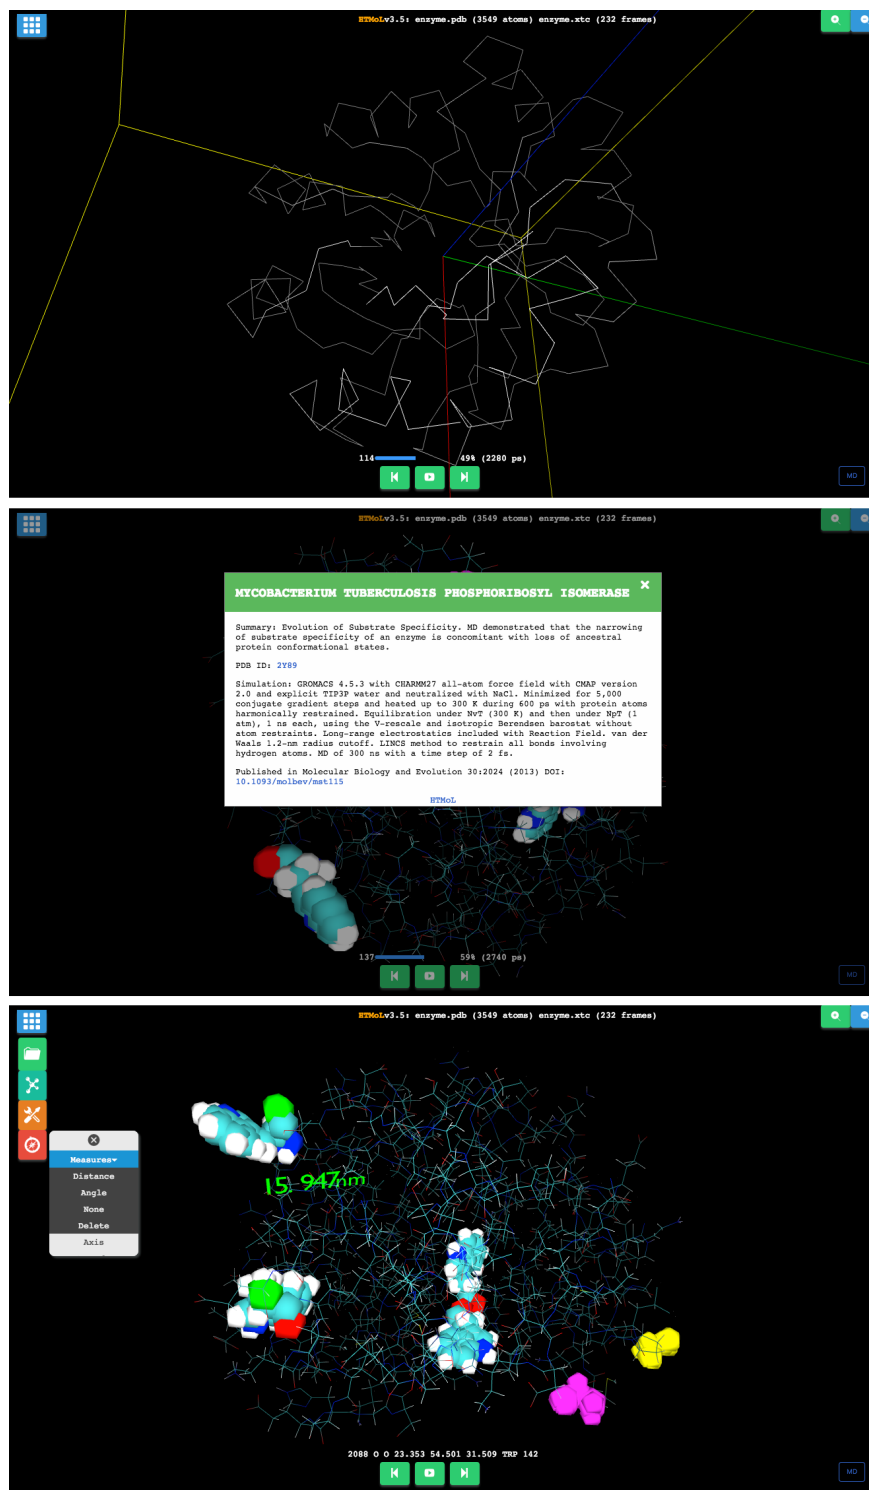 HTMoLv3.5: enzyme.pdb (3549 atoms) enzyme.xtc (232 frames)
114 49% (2280 ps)
MD
HTMoLv3.5: enzyme.pdb (3549 atoms) enzyme.xtc (232 frames)
MYCOBACTERIUM TUBERCULOSIS PHOSPHORIBOSYL ISOMERASE
Summary: Evolution of Substrate Specificity. MD demonstrated that the narrowing
of substrate specificity of an enzyme is concomitant with loss of ancestral
protein conformational states.
PDB ID: 2Y89
Simulation: GROMACS 4.5.3 with CHARMM27 all-atom force field with CMAP version
2.0 and explicit TIP3P water and neutralized with NaCl. Minimized for 5,000
conjugate gradient steps and heated up to 300 K during 600 ps with protein atoms
harmonically restrained. Equilibration under NvT (300 K) and then under NpT (1
atm), 1 ns each, using the V-rescale and isotropic Berendsen barostat without
atom restraints. Long-range electrostatics included with Reaction Field. van der
Waals 1.2-nm radius cutoff. LINCS method to restrain all bonds involving
hydrogen atoms. MD of 300 ns with a time step of 2 fs.
Published in Molecular Biology and Evolution 30:2024 (2013) DOI:
10.1093/molbev/mst115
HTMoL
137 59% (2740 ps)
MD
HTMoLv3.5: enzyme.pdb (3549 atoms) enzyme.xtc (232 frames)
Measures
Distance
Angle
None
Delete
Axis
15.947nm
2088 O O 23.353 54.501 31.509 TRP 142
MD